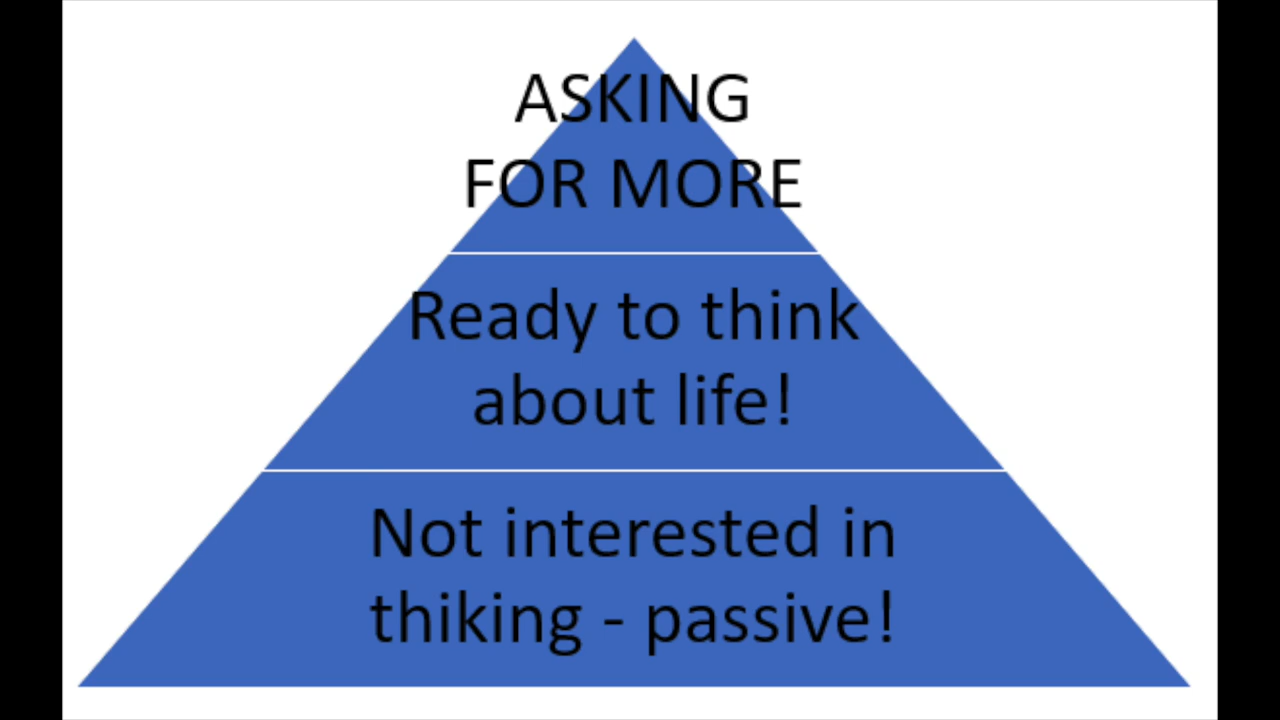 ASKING
FOR MORE
Ready to think
about life!
Not interested in
thiking - passive!